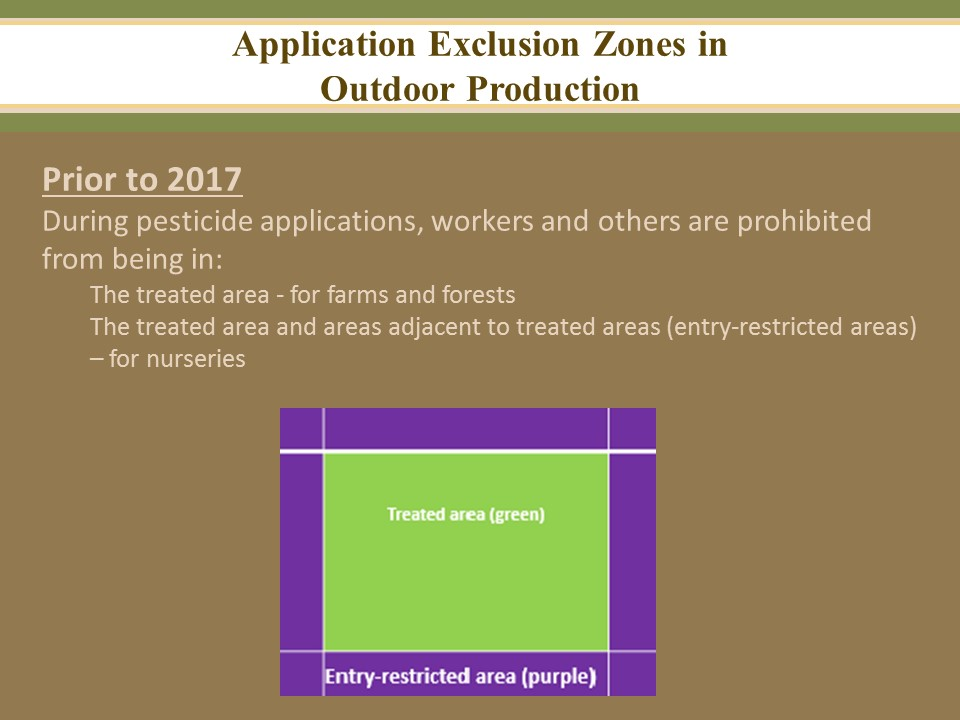 Application Exclusion Zones in
Outdoor Production
Prior to 2017
During pesticide applications, workers and others are prohibited
from being in:
The treated area - for farms and forests
The treated area and areas adjacent to treated areas (entry-restricted areas)
– for nurseries
Treated area (green)
Entry-restricted area (purple)